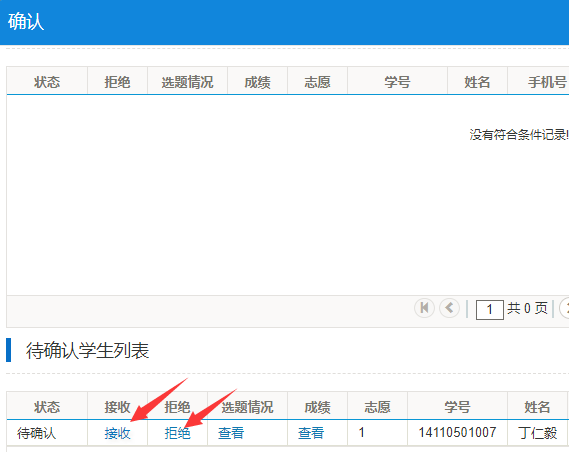 确认
状态 拒绝 选题情况 成绩 志愿 学号 姓名 手机号
没有符合条件记录!
1 共 0 页
待确认学生列表
状态 接收 拒绝 选题情况 成绩 志愿 学号 姓名
待确认 接收 拒绝 查看 查看 1 14110501007 丁仁毅